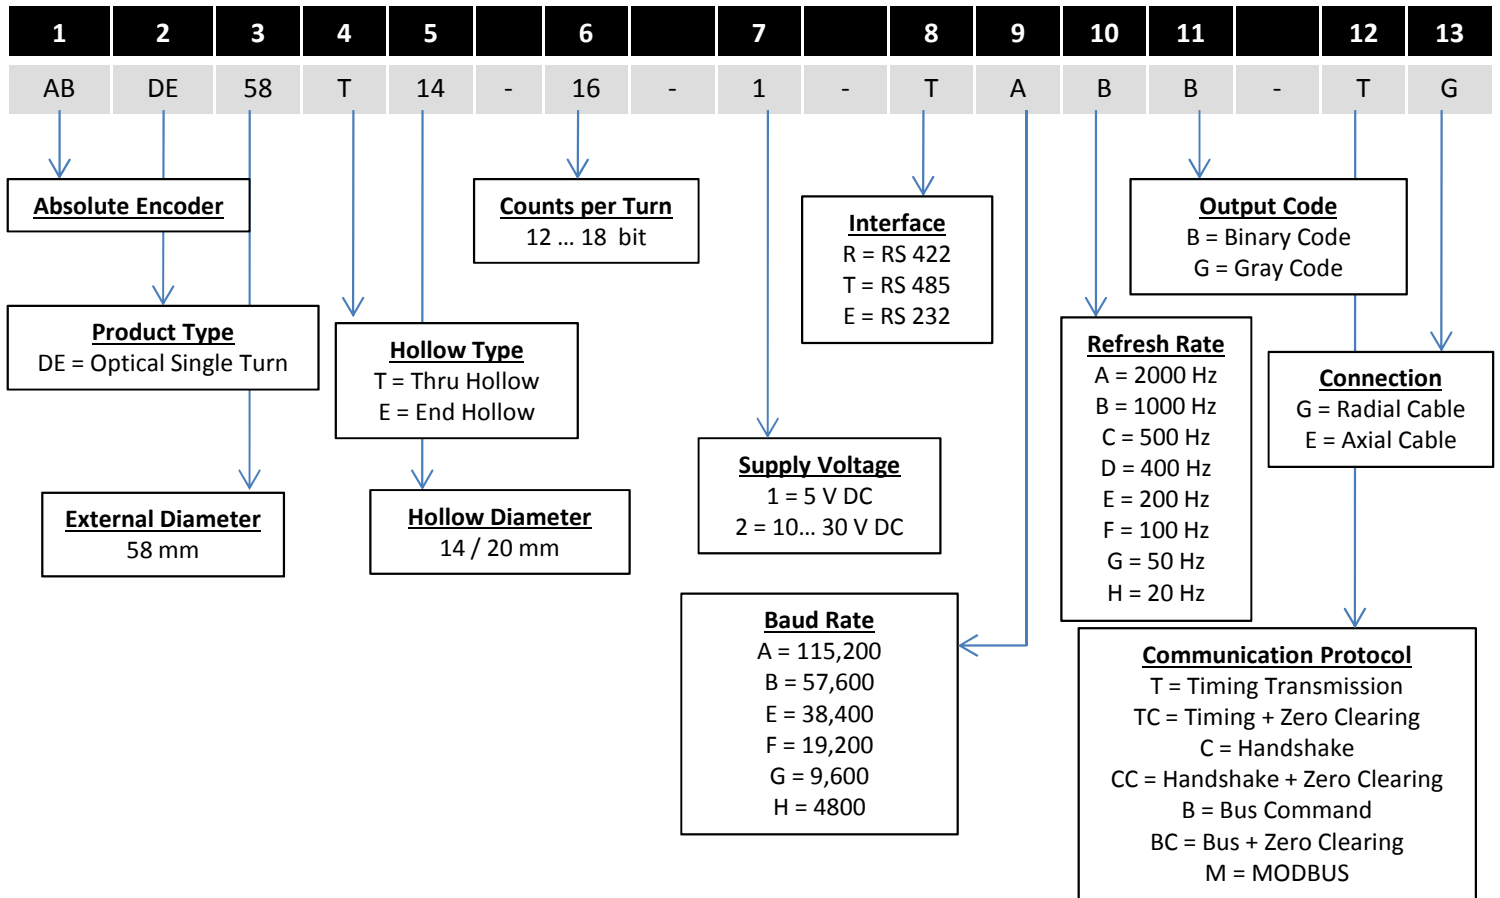 1 2 3 4 5 6 7 8 9 10 11 12 13
AB DE 58 T 14 - 16 - 1 - T A B B - T G
Absolute Encoder
Counts per Turn
12 ... 18 bit
Interface
R = RS 422
T = RS 485
E = RS 232
Output Code
B = Binary Code
G = Gray Code
Product Type
DE = Optical Single Turn
Hollow Type
T = Thru Hollow
E = End Hollow
Refresh Rate
A = 2000 Hz
B = 1000 Hz
C = 500 Hz
D = 400 Hz
E = 200 Hz
F = 100 Hz
G = 50 Hz
H = 20 Hz
Connection
G = Radial Cable
E = Axial Cable
Supply Voltage
1 = 5 V DC
2 = 10... 30 V DC
External Diameter
58 mm
Hollow Diameter
14 / 20 mm
Baud Rate
A = 115,200
B = 57,600
E = 38,400
F = 19,200
G = 9,600
H = 4800
Communication Protocol
T = Timing Transmission
TC = Timing + Zero Clearing
C = Handshake
CC = Handshake + Zero Clearing
B = Bus Command
BC = Bus + Zero Clearing
M = MODBUS